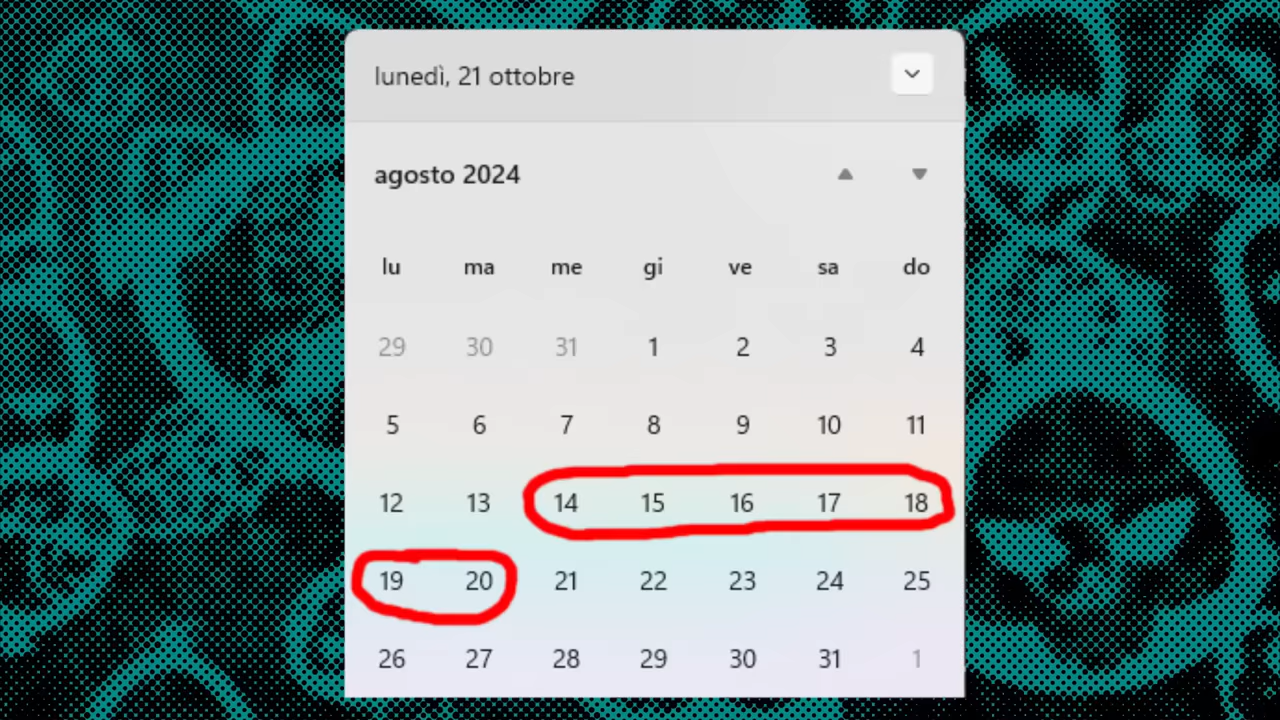 lunedì, 21 ottobre
agosto 2024
lu ma me gi ve sa do
29 30 31 1 2 3 4
5 6 7 8 9 10 11
12 13 14 15 16 17 18
19 20 21 22 23 24 25
26 27 28 29 30 31 1